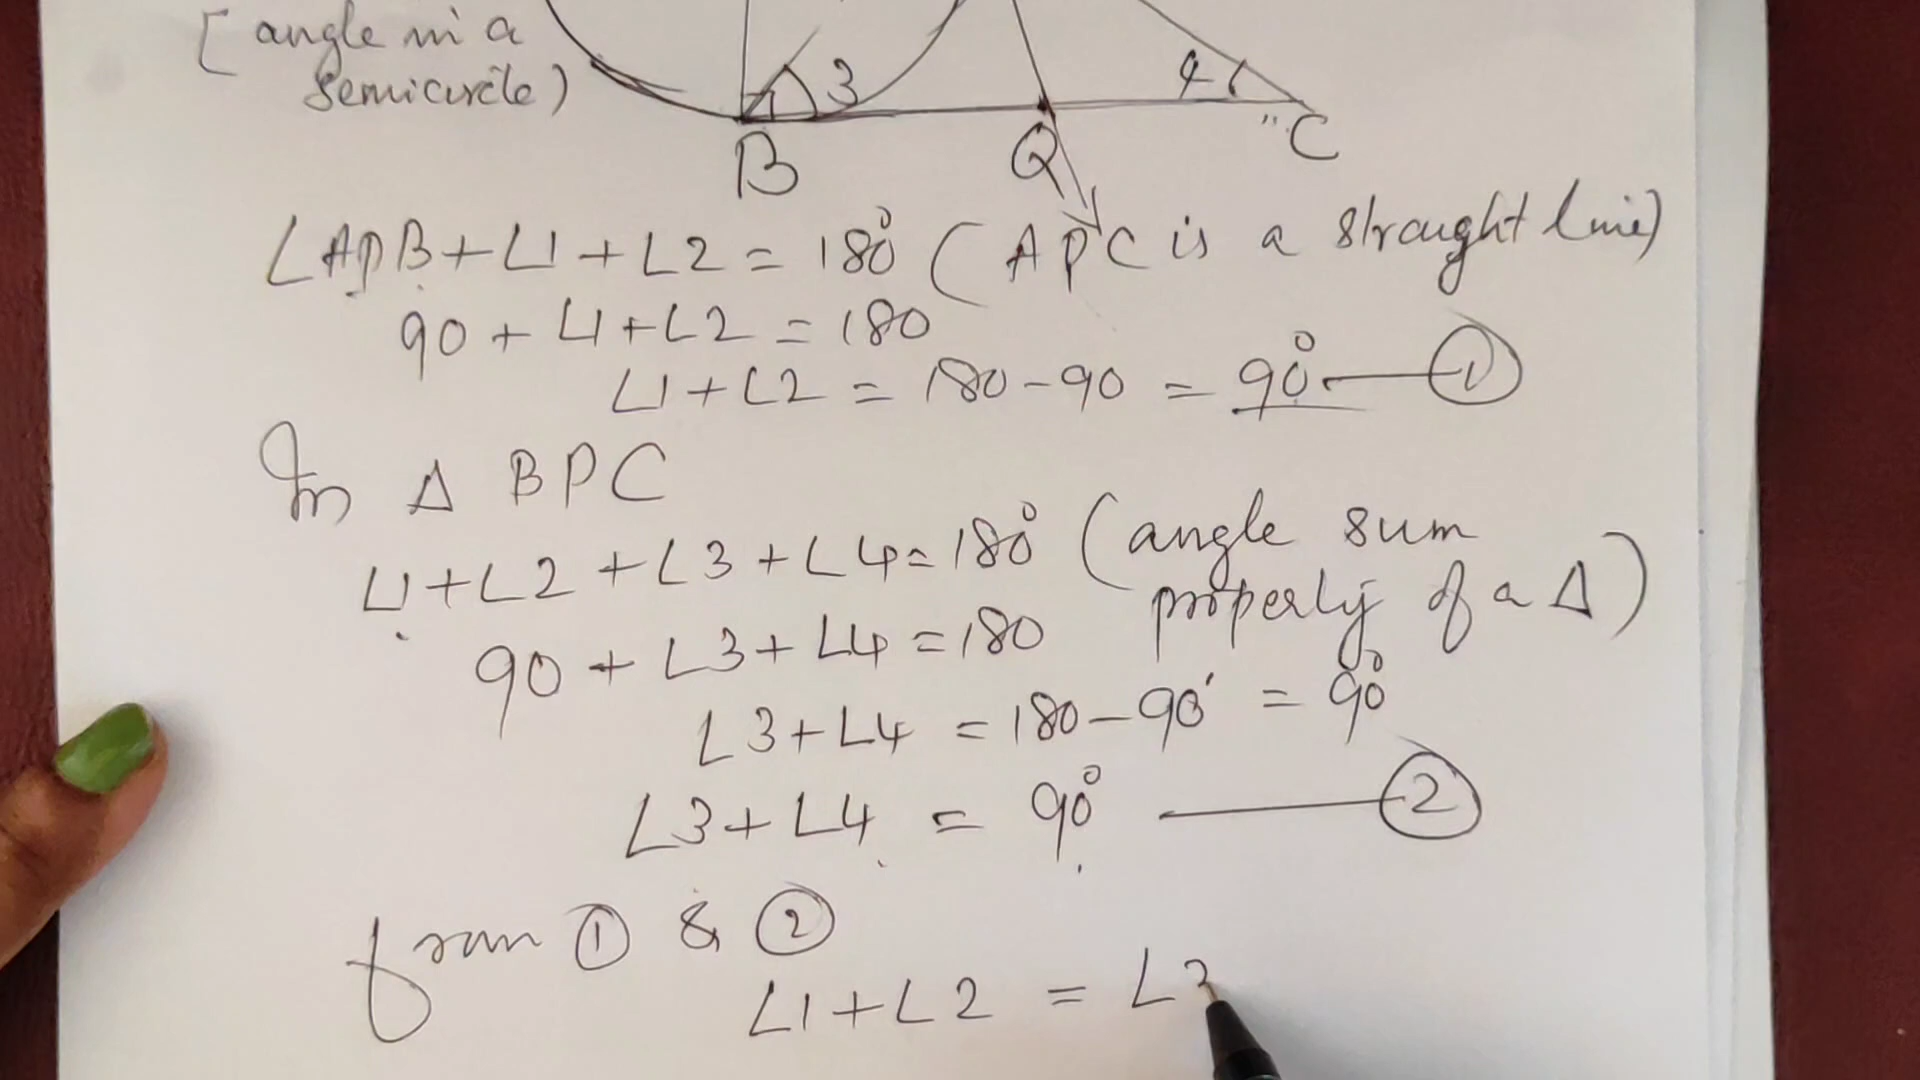 [ angle in a
semicircle)
3
4
B
Q
C
∠APB+∠1+∠2=180° (APC is a straught line)
90+∠1+∠2=180
∠1+∠2=180-90=90° — ①
In Δ BPC
∠1+∠2+∠3+∠4=180° (angle sum
property of a Δ)
90+∠3+∠4=180
∠3+∠4=180-90=90°
∠3+∠4=90° — ②
from ① & ②
∠1+∠2=∠3